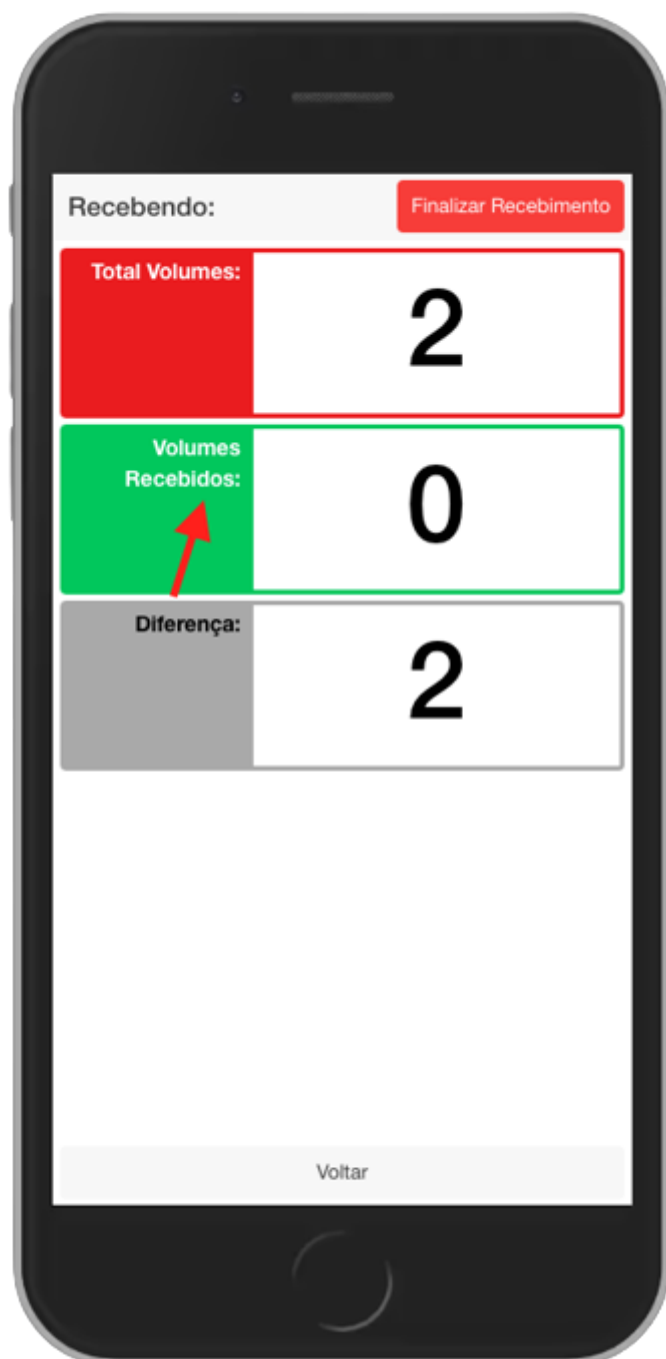 Recebendo:
Finalizar Recebimento
Total Volumes:
2
Volumes
Recebidos:
0
Diferença:
2
Voltar